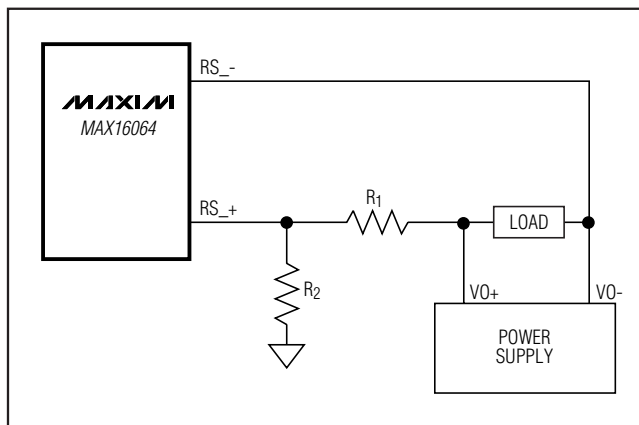 RS_-
MAXIM
MAX16064
RS_+
R1
LOAD
R2
VO+
VO-
POWER
SUPPLY